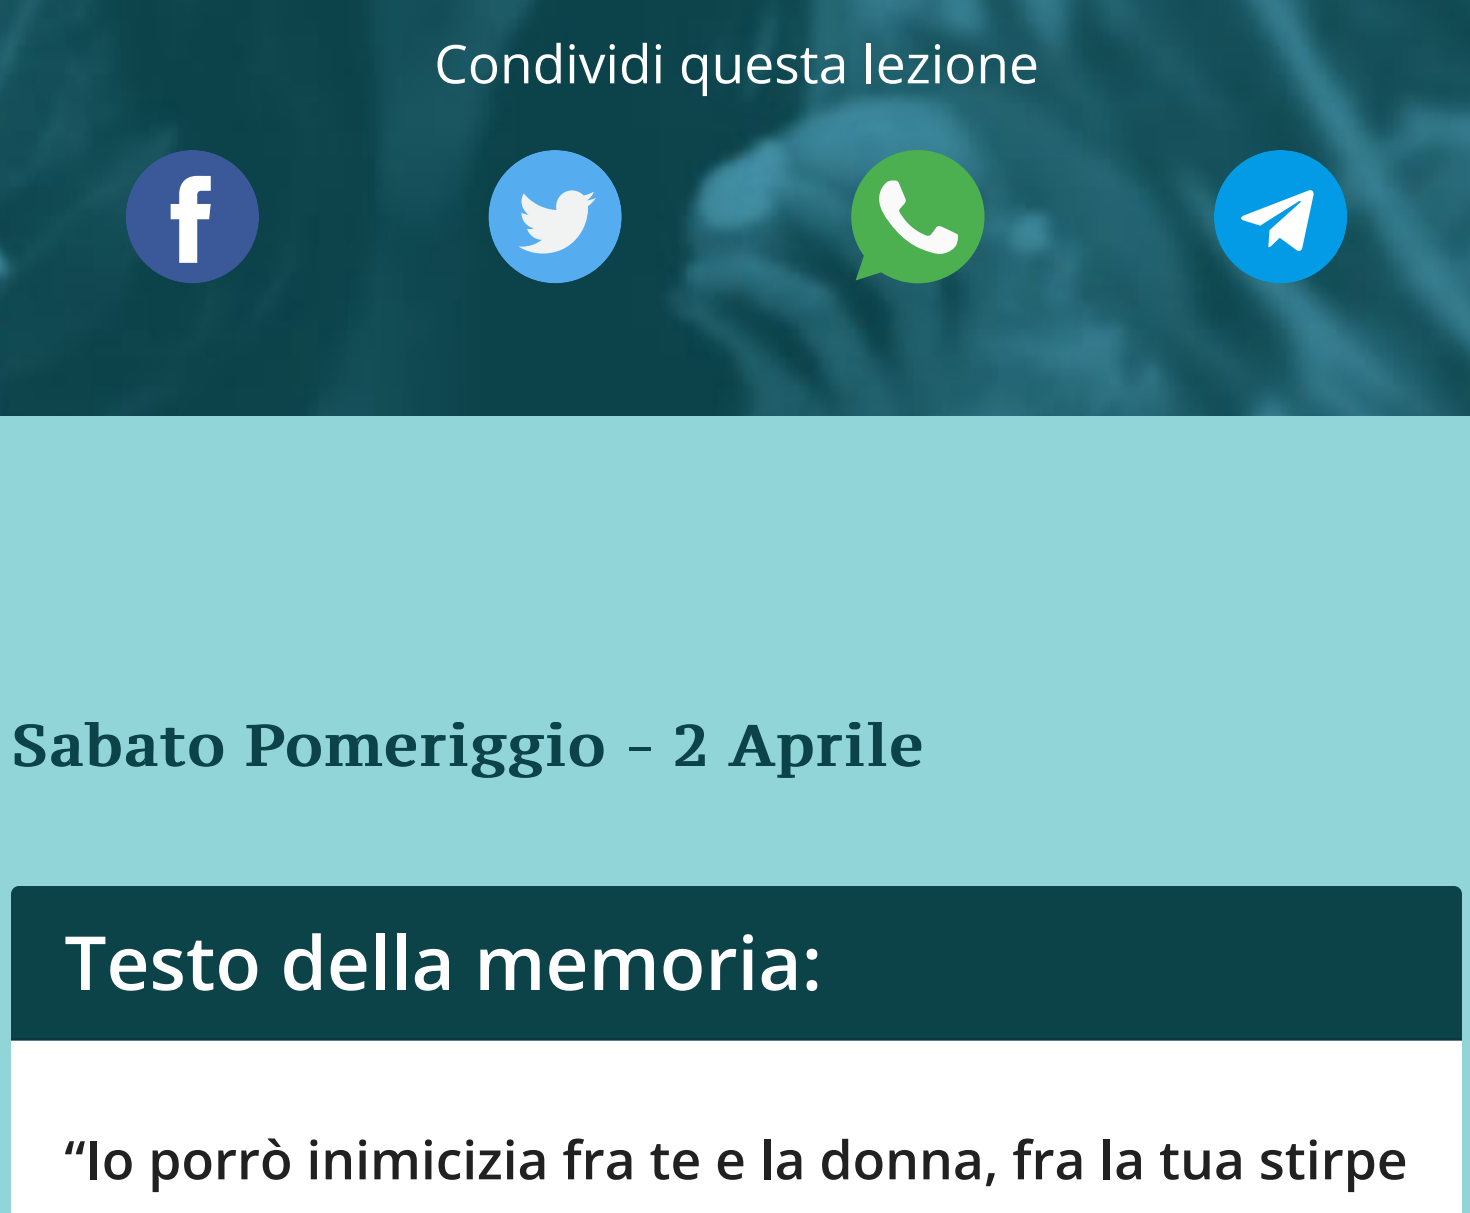 Condividi questa lezione
Sabato Pomeriggio - 2 Aprile
Testo della memoria:
“Io porrò inimicizia fra te e la donna, fra la tua stirpe